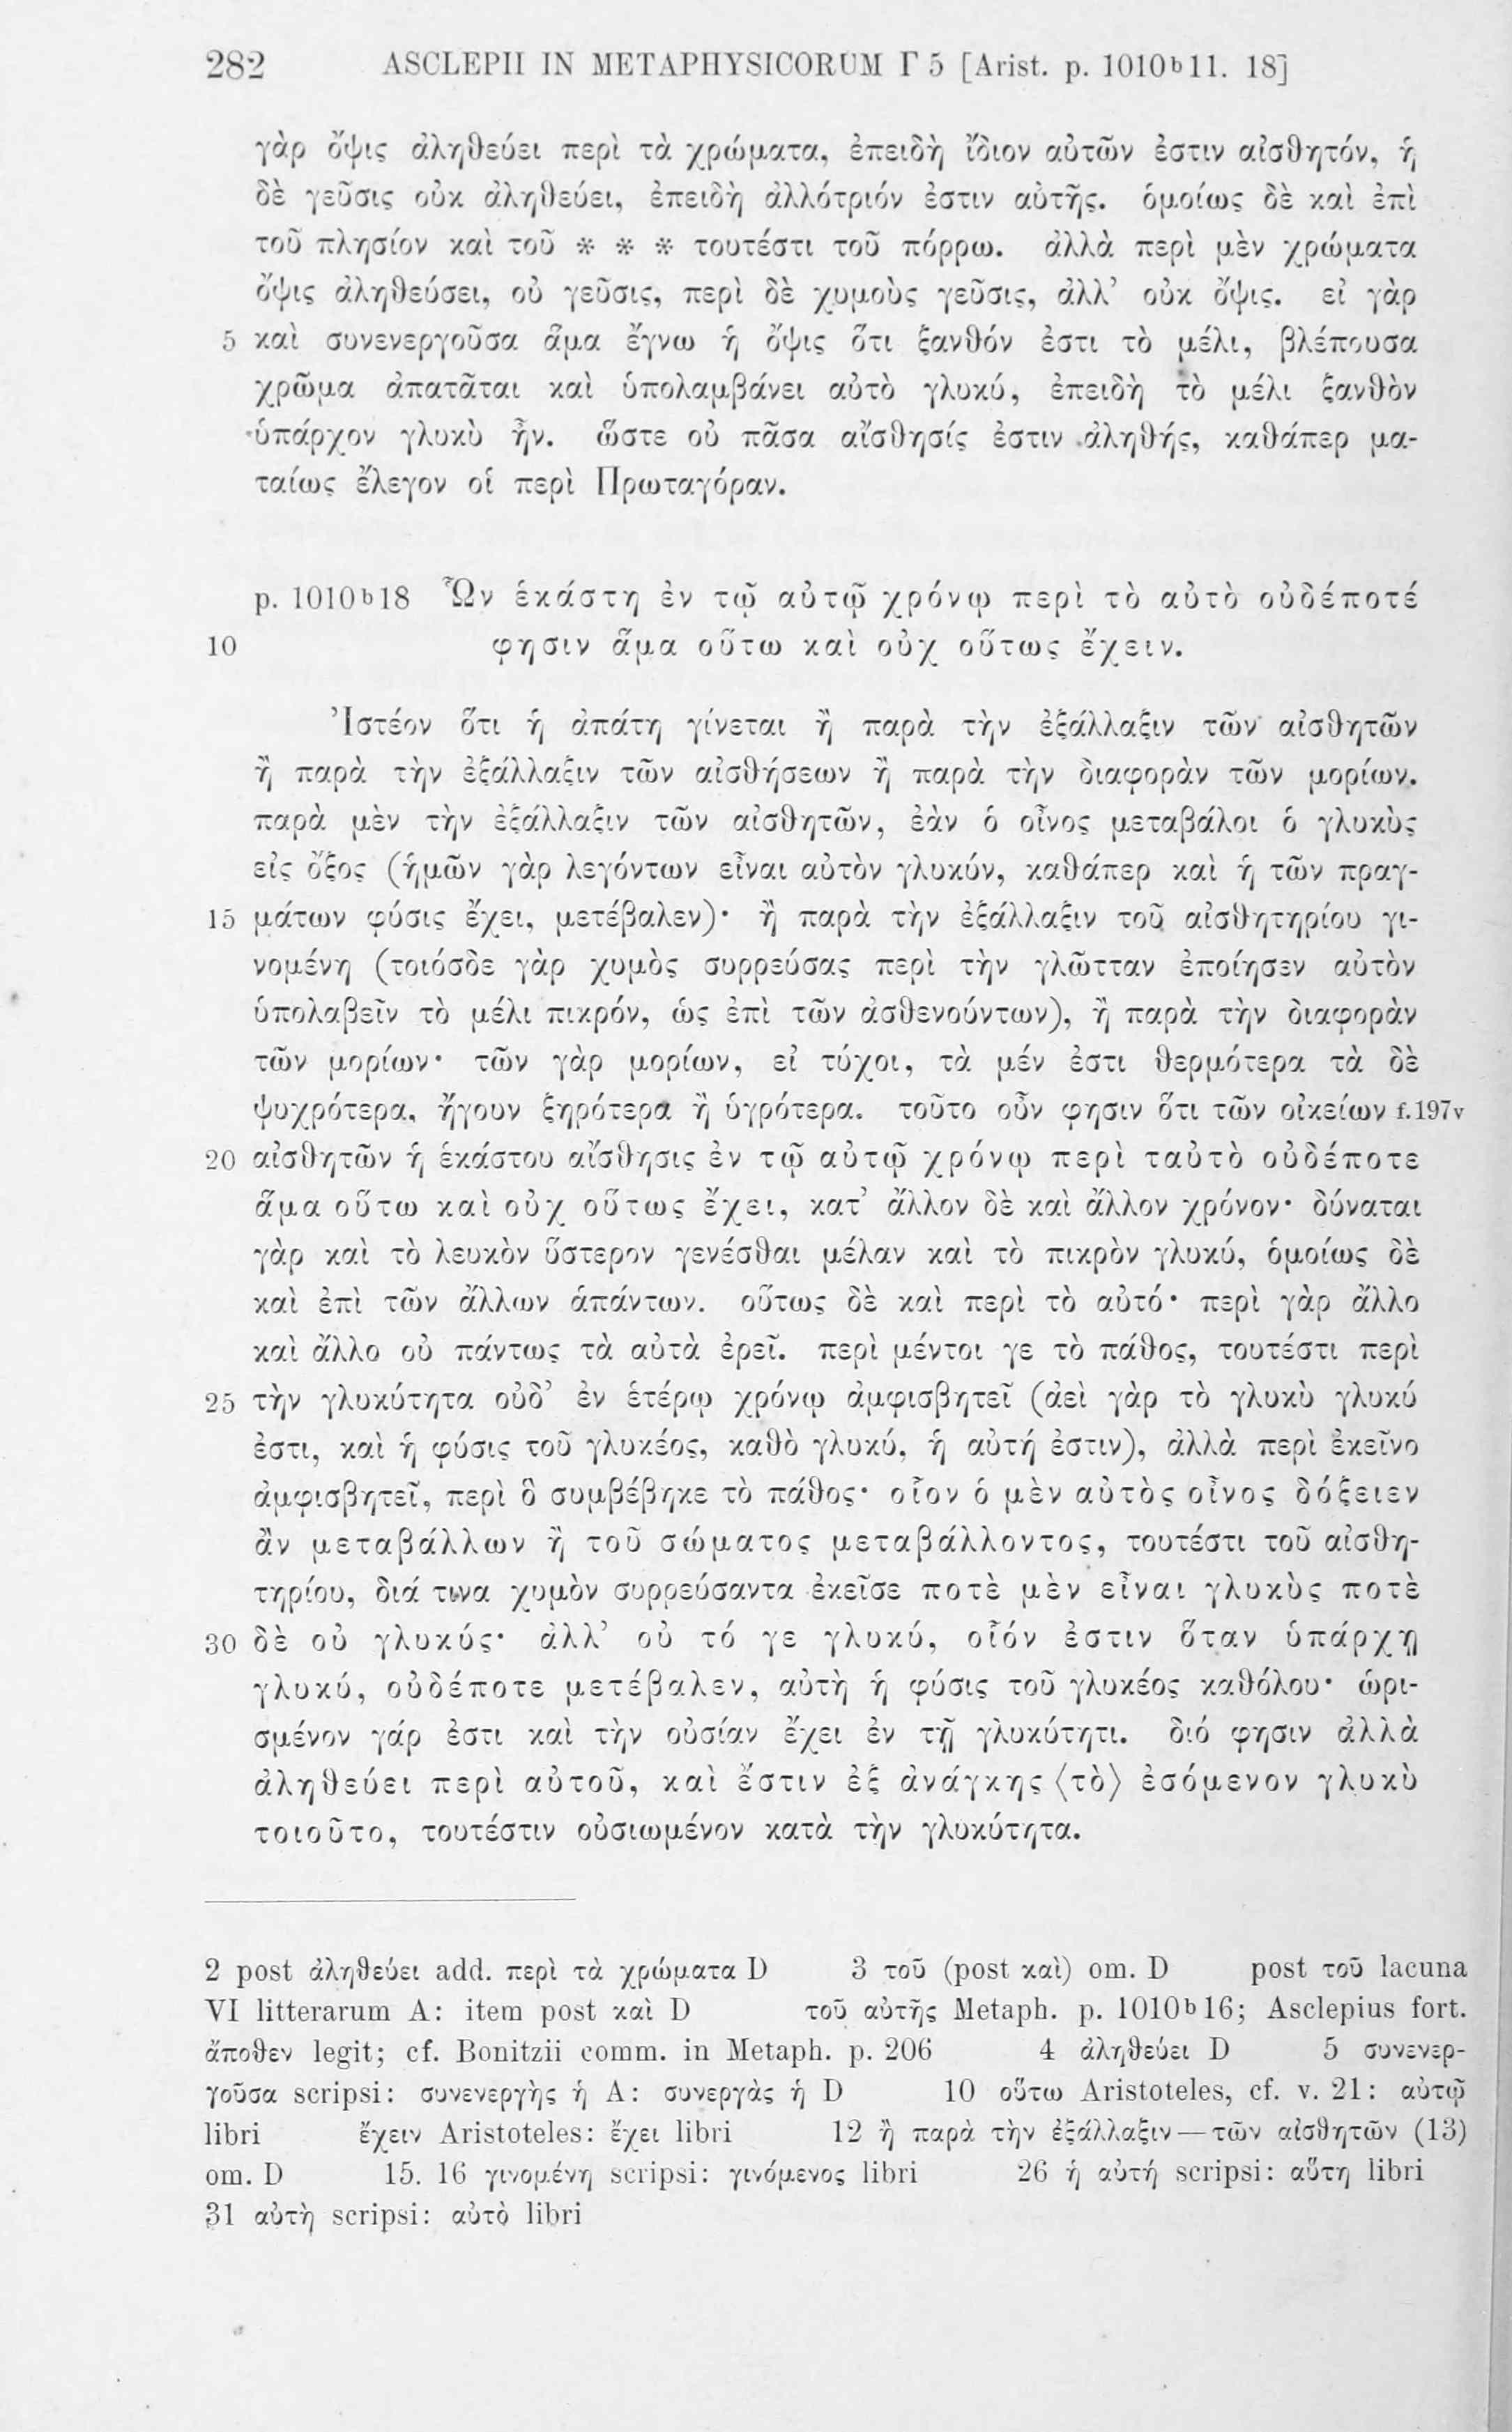 282 ASCLEPII IN METAPHYSICORUM Γ 5 [Arist. p. 1010ᵇ11. 18]
γὰρ ὄψις ἀληθεύει περὶ τὰ χρώματα, ἐπειδὴ ἴδιον αὐτῶν ἐστιν αἰσθητόν, ἡ
δὲ γεῦσις οὐκ ἀληθεύει, ἐπειδὴ ἀλλότριόν ἐστιν αὐτῆς. ὁμοίως δὲ καὶ ἐπὶ
τοῦ πλησίον καὶ τοῦ * * * τουτέστι τοῦ πόρρω. ἀλλὰ περὶ μὲν χρώματα
ὄψις ἀληθεύσει, οὐ γεῦσις, περὶ δὲ χυμοὺς γεῦσις, ἀλλ’ οὐκ ὄψις. εἰ γὰρ
5 καὶ συνενεργοῦσα ἅμα ἔγνω ἡ ὄψις ὅτι ξανθόν ἐστι τὸ μέλι, βλέπουσα
χρῶμα ἀπατᾶται καὶ ὑπολαμβάνει αὐτὸ γλυκύ, ἐπειδὴ τὸ μέλι ξανθὸν
ὑπάρχον γλυκὺ ἦν. ὥστε οὐ πᾶσα αἴσθησίς ἐστιν ἀληθής, καθάπερ μα-
ταίως ἔλεγον οἱ περὶ Πρωταγόραν.
p. 1010ᵇ18 Ὧν ἑκάστη ἐν τῷ αὐτῷ χρόνῳ περὶ τὸ αὐτὸ οὐδέποτέ
10 φησιν ἅμα οὕτω καὶ οὐχ οὕτως ἔχειν.
Ἰστέον ὅτι ἡ ἀπάτη γίνεται ἢ παρὰ τὴν ἐξάλλαξιν τῶν αἰσθητῶν
ἢ παρὰ τὴν ἐξάλλαξιν τῶν αἰσθήσεων ἢ παρὰ τὴν διαφορὰν τῶν μορίων.
παρὰ μὲν τὴν ἐξάλλαξιν τῶν αἰσθητῶν, ἐὰν ὁ οἶνος μεταβάλοι ὁ γλυκὺς
εἰς ὄξος (ἡμῶν γὰρ λεγόντων εἶναι αὐτὸν γλυκύν, καθάπερ καὶ ἡ τῶν πραγ-
15 μάτων φύσις ἔχει, μετέβαλεν)· ἢ παρὰ τὴν ἐξάλλαξιν τοῦ αἰσθητηρίου γι-
νομένη (τοιόσδε γὰρ χυμὸς συρρεύσας περὶ τὴν γλῶτταν ἐποίησεν αὐτὸν
ὑπολαβεῖν τὸ μέλι πικρόν, ὡς ἐπὶ τῶν ἀσθενούντων), ἢ παρὰ τὴν διαφορὰν
τῶν μορίων· τῶν γὰρ μορίων, εἰ τύχοι, τὰ μέν ἐστι θερμότερα τὰ δὲ
ψυχρότερα, ἤγουν ξηρότερα ἢ ὑγρότερα. τοῦτο οὖν φησιν ὅτι τῶν οἰκείων f.197v
20 αἰσθητῶν ἡ ἑκάστου αἴσθησις ἐν τῷ αὐτῷ χρόνῳ περὶ ταὐτὸ οὐδέποτε
ἅμα οὕτω καὶ οὐχ οὕτως ἔχει, κατ’ ἄλλον δὲ καὶ ἄλλον χρόνον· δύναται
γὰρ καὶ τὸ λευκὸν ὕστερον γενέσθαι μέλαν καὶ τὸ πικρὸν γλυκύ, ὁμοίως δὲ
καὶ ἐπὶ τῶν ἄλλων ἁπάντων. οὕτως δὲ καὶ περὶ τὸ αὐτό· περὶ γὰρ ἄλλο
καὶ ἄλλο οὐ πάντως τὰ αὐτὰ ἐρεῖ. περὶ μέντοι γε τὸ πάθος, τουτέστι περὶ
25 τὴν γλυκύτητα οὐδ’ ἐν ἑτέρῳ χρόνῳ ἀμφισβητεῖ (ἀεὶ γὰρ τὸ γλυκὺ γλυκύ
ἐστι, καὶ ἡ φύσις τοῦ γλυκέος, καθὸ γλυκύ, ἡ αὐτή ἐστιν), ἀλλὰ περὶ ἐκεῖνο
ἀμφισβητεῖ, περὶ ὃ συμβέβηκε τὸ πάθος· οἷον ὁ μὲν αὐτὸς οἶνος δόξειεν
ἂν μεταβάλλων ἢ τοῦ σώματος μεταβάλλοντος, τουτέστι τοῦ αἰσθη-
τηρίου, διά τινα χυμὸν συρρεύσαντα ἐκεῖσε ποτὲ μὲν εἶναι γλυκὺς ποτὲ
30 δὲ οὐ γλυκύς· ἀλλ’ οὐ τό γε γλυκύ, οἷόν ἐστιν ὅταν ὑπάρχῃ
γλυκύ, οὐδέποτε μετέβαλεν, αὐτὴ ἡ φύσις τοῦ γλυκέος καθόλου· ὡρι-
σμένον γάρ ἐστι καὶ τὴν οὐσίαν ἔχει ἐν τῇ γλυκύτητι. διό φησιν ἀλλὰ
ἀληθεύει περὶ αὐτοῦ, καὶ ἔστιν ἐξ ἀνάγκης ⟨τὸ⟩ ἐσόμενον γλυκὺ
τοιοῦτο, τουτέστιν οὐσιωμένον κατὰ τὴν γλυκύτητα.
2 post ἀληθεύει add. περὶ τὰ χρώματα D 3 τοῦ (post καὶ) om. D post τοῦ lacuna
VI litterarum A: item post καὶ D τοῦ αὐτῆς Metaph. p. 1010ᵇ16; Asclepius fort.
ἄποθεν legit; cf. Bonitzii comm. in Metaph. p. 206 4 ἀληθεύει D 5 συνενερ-
γοῦσα scripsi: συνενεργὴς ἡ A: συνεργὰς ἡ D 10 οὕτω Aristoteles, cf. v. 21: αὐτῷ
libri ἔχειν Aristoteles: ἔχει libri 12 ἢ παρὰ τὴν ἐξάλλαξιν — τῶν αἰσθητῶν (13)
om. D 15. 16 γινομένη scripsi: γινόμενος libri 26 ἡ αὐτή scripsi: αὕτη libri
31 αὐτὴ scripsi: αὐτὸ libri